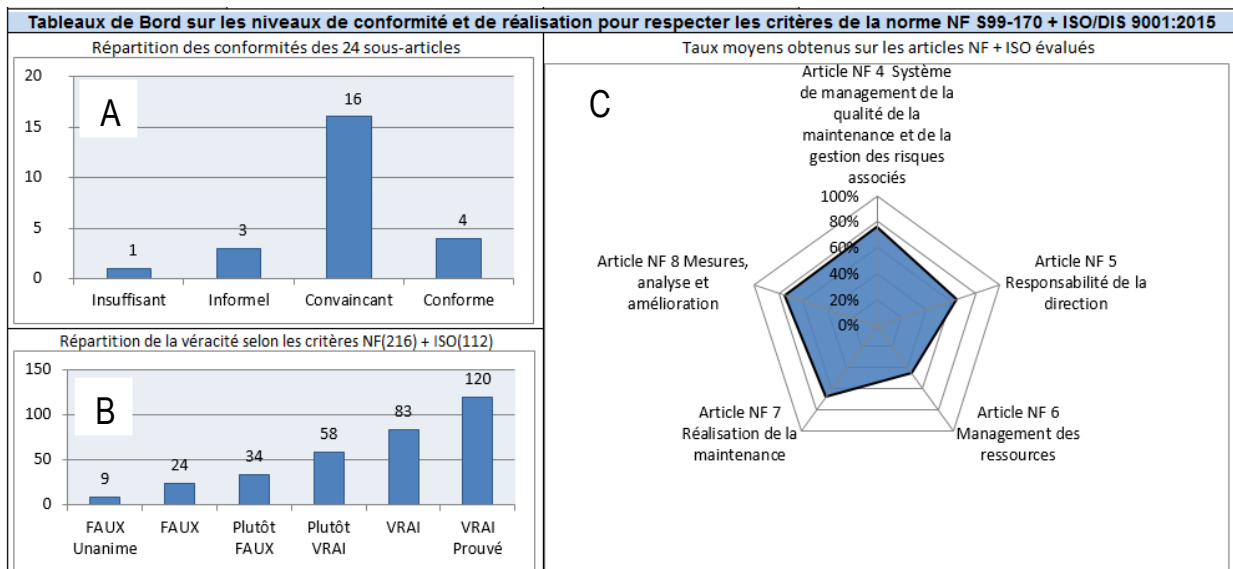 Tableaux de Bord sur les niveaux de conformité et de réalisation pour respecter les critères de la norme NF S99-170 + ISO/DIS 9001:2015
Répartition des conformités des 24 sous-articles
A
20
15
10
5
0
1
3
16
4
Insuffisant
Informel
Convaincant
Conforme
Répartition de la véracité selon les critères NF(216) + ISO(112)
B
150
100
50
0
9
24
34
58
83
120
FAUX
Unanime
FAUX
Plutôt
FAUX
Plutôt
VRAI
VRAI
VRAI
Prouvé
Taux moyens obtenus sur les articles NF + ISO évalués
C
Article NF 4 Système
de management de la
qualité de la
maintenance et de la
gestion des risques
associés
100%
80%
60%
40%
20%
0%
Article NF 5
Responsabilité de la
direction
Article NF 6
Management des
ressources
Article NF 7
Réalisation de la
maintenance
Article NF 8 Mesures,
analyse et
amélioration